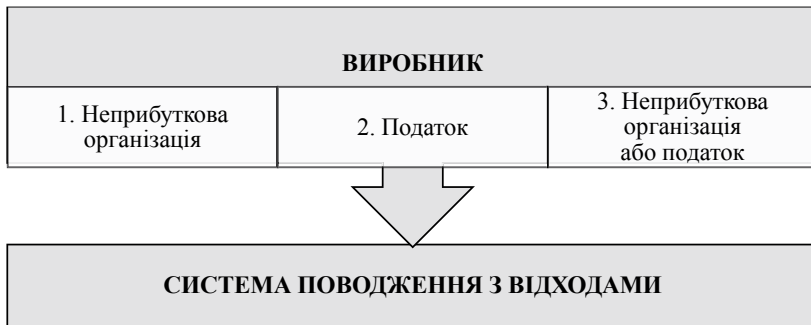 ВИРОБНИК
1. Неприбуткова
організація
2. Податок
3. Неприбуткова
організація
або податок
СИСТЕМА ПОВОДЖЕННЯ З ВІДХОДАМИ